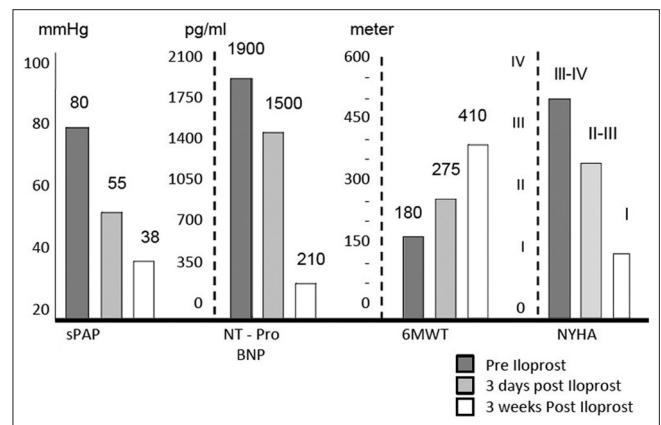 mmHg
pg/ml
meter
100
80
60
40
20
80
55
38
sPAP
2100
1750
1400
1050
700
350
0
1900
1500
210
NT - Pro
BNP
600
-
-
450
-
-
300
-
-
150
-
-
0
180
275
410
6MWT
IV
III
II
I
0
III-IV
II-III
I
NYHA
Pre Iloprost
3 days post Iloprost
3 weeks Post Iloprost